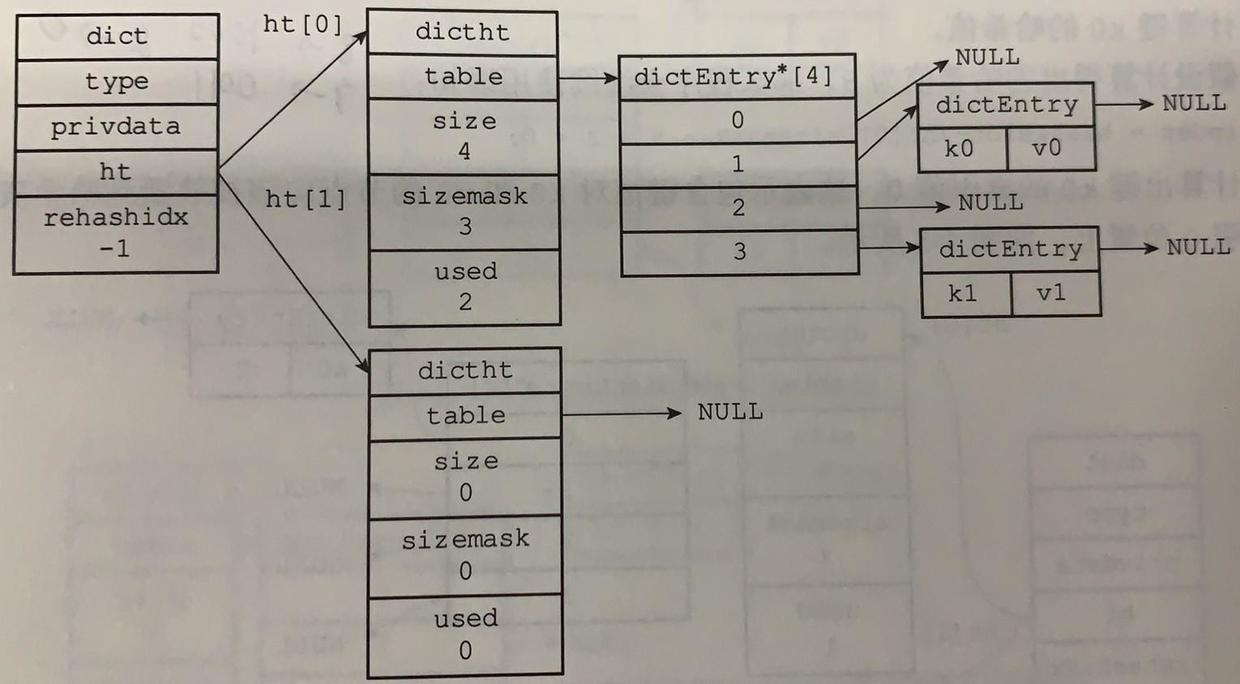 dict
type
privdata
ht
rehashidx
-1
ht[0]
ht[1]
dictht
table
size
4
sizemask
3
used
2
dictht
table
size
0
sizemask
0
used
0
NULL
dictEntry*[4]
0
1
2
3
NULL
dictEntry
k0 v0
NULL
NULL
dictEntry
k1 v1
NULL